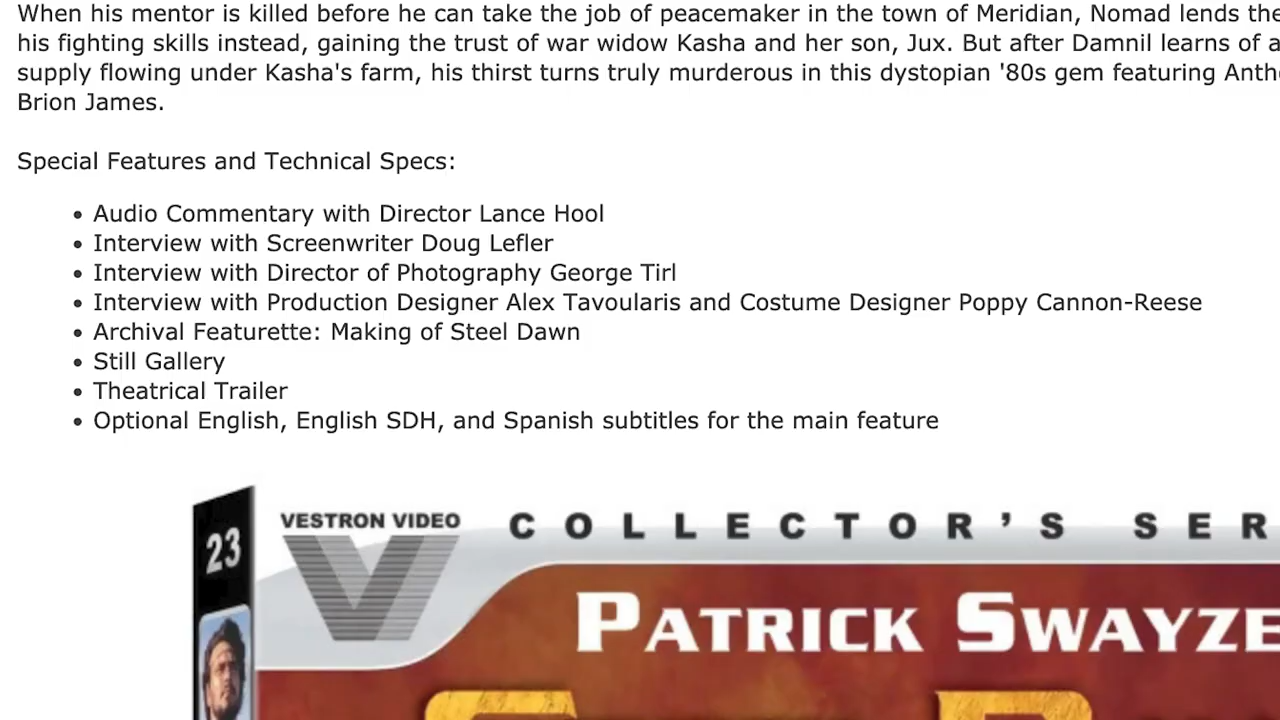 When his mentor is killed before he can take the job of peacemaker in the town of Meridian, Nomad lends the
his fighting skills instead, gaining the trust of war widow Kasha and her son, Jux. But after Damnil learns of a
supply flowing under Kasha's farm, his thirst turns truly murderous in this dystopian '80s gem featuring Anth
Brion James.
Special Features and Technical Specs:
• Audio Commentary with Director Lance Hool
• Interview with Screenwriter Doug Lefler
• Interview with Director of Photography George Tirl
• Interview with Production Designer Alex Tavoularis and Costume Designer Poppy Cannon-Reese
• Archival Featurette: Making of Steel Dawn
• Still Gallery
• Theatrical Trailer
• Optional English, English SDH, and Spanish subtitles for the main feature
23
VESTRON VIDEO
COLLECTOR'S SER
PATRICK SWAYZE